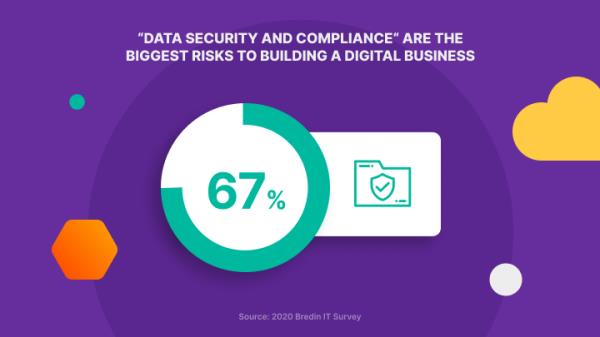 “DATA SECURITY AND COMPLIANCE“ ARE THE
BIGGEST RISKS TO BUILDING A DIGITAL BUSINESS
67%
Source: 2020 Bredin IT Survey